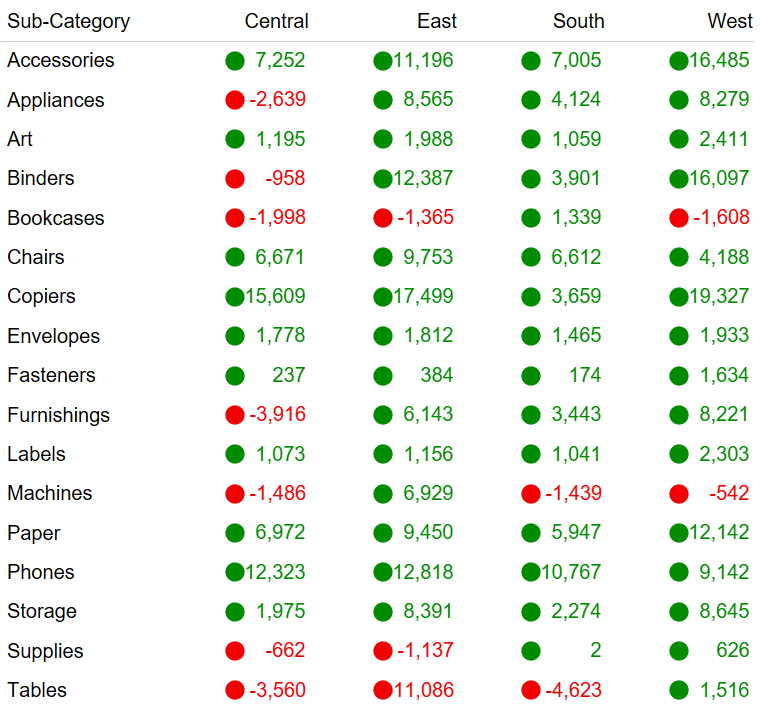 Sub-Category Central East South West
Accessories 7,252 11,196 7,005 16,485
Appliances -2,639 8,565 4,124 8,279
Art 1,195 1,988 1,059 2,411
Binders -958 12,387 3,901 16,097
Bookcases -1,998 -1,365 1,339 -1,608
Chairs 6,671 9,753 6,612 4,188
Copiers 15,609 17,499 3,659 19,327
Envelopes 1,778 1,812 1,465 1,933
Fasteners 237 384 174 1,634
Furnishings -3,916 6,143 3,443 8,221
Labels 1,073 1,156 1,041 2,303
Machines -1,486 6,929 -1,439 -542
Paper 6,972 9,450 5,947 12,142
Phones 12,323 12,818 10,767 9,142
Storage 1,975 8,391 2,274 8,645
Supplies -662 -1,137 2 626
Tables -3,560 11,086 -4,623 1,516